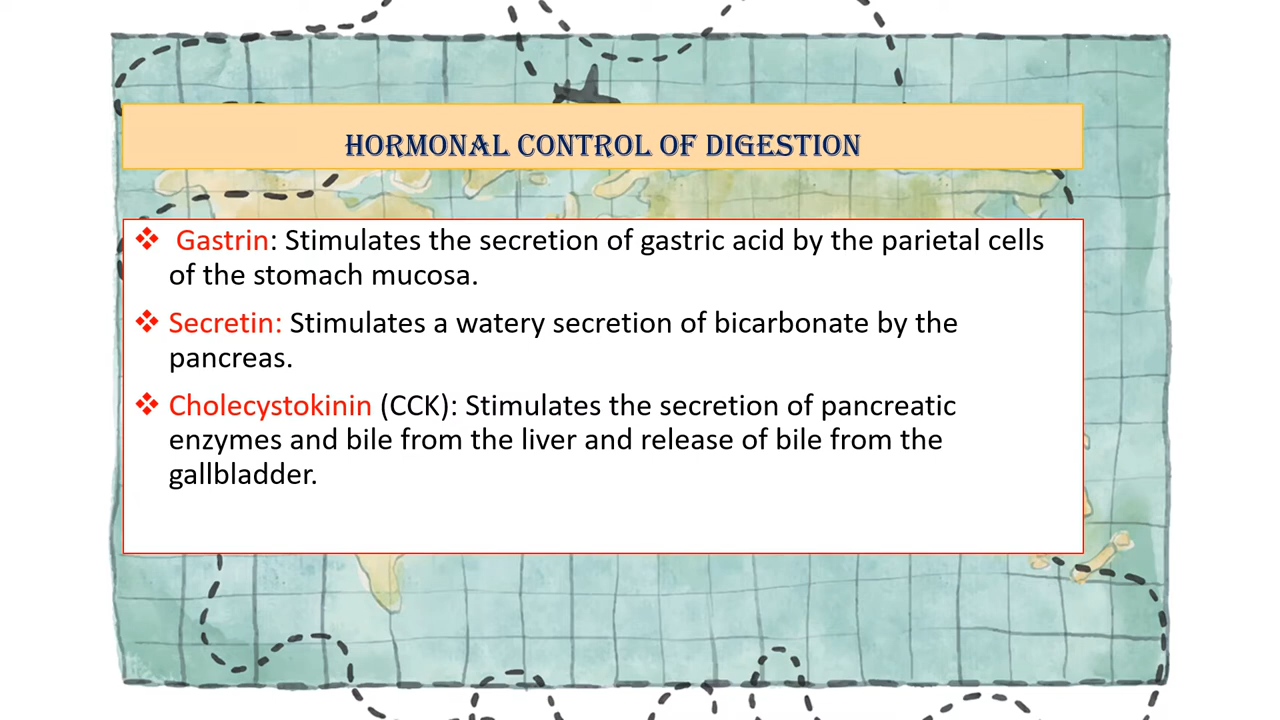 HORMONAL CONTROL OF DIGESTION
❖ Gastrin: Stimulates the secretion of gastric acid by the parietal cells
of the stomach mucosa.
❖ Secretin: Stimulates a watery secretion of bicarbonate by the
pancreas.
❖ Cholecystokinin (CCK): Stimulates the secretion of pancreatic
enzymes and bile from the liver and release of bile from the
gallbladder.